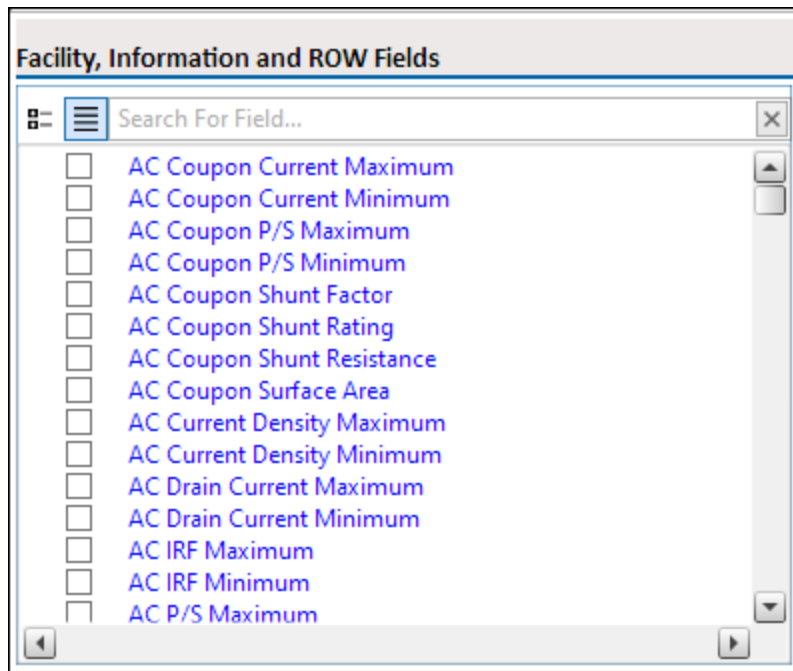 Facility, Information and ROW Fields
Search For Field...
AC Coupon Current Maximum
AC Coupon Current Minimum
AC Coupon P/S Maximum
AC Coupon P/S Minimum
AC Coupon Shunt Factor
AC Coupon Shunt Rating
AC Coupon Shunt Resistance
AC Coupon Surface Area
AC Current Density Maximum
AC Current Density Minimum
AC Drain Current Maximum
AC Drain Current Minimum
AC IRF Maximum
AC IRF Minimum
AC P/S Maximum